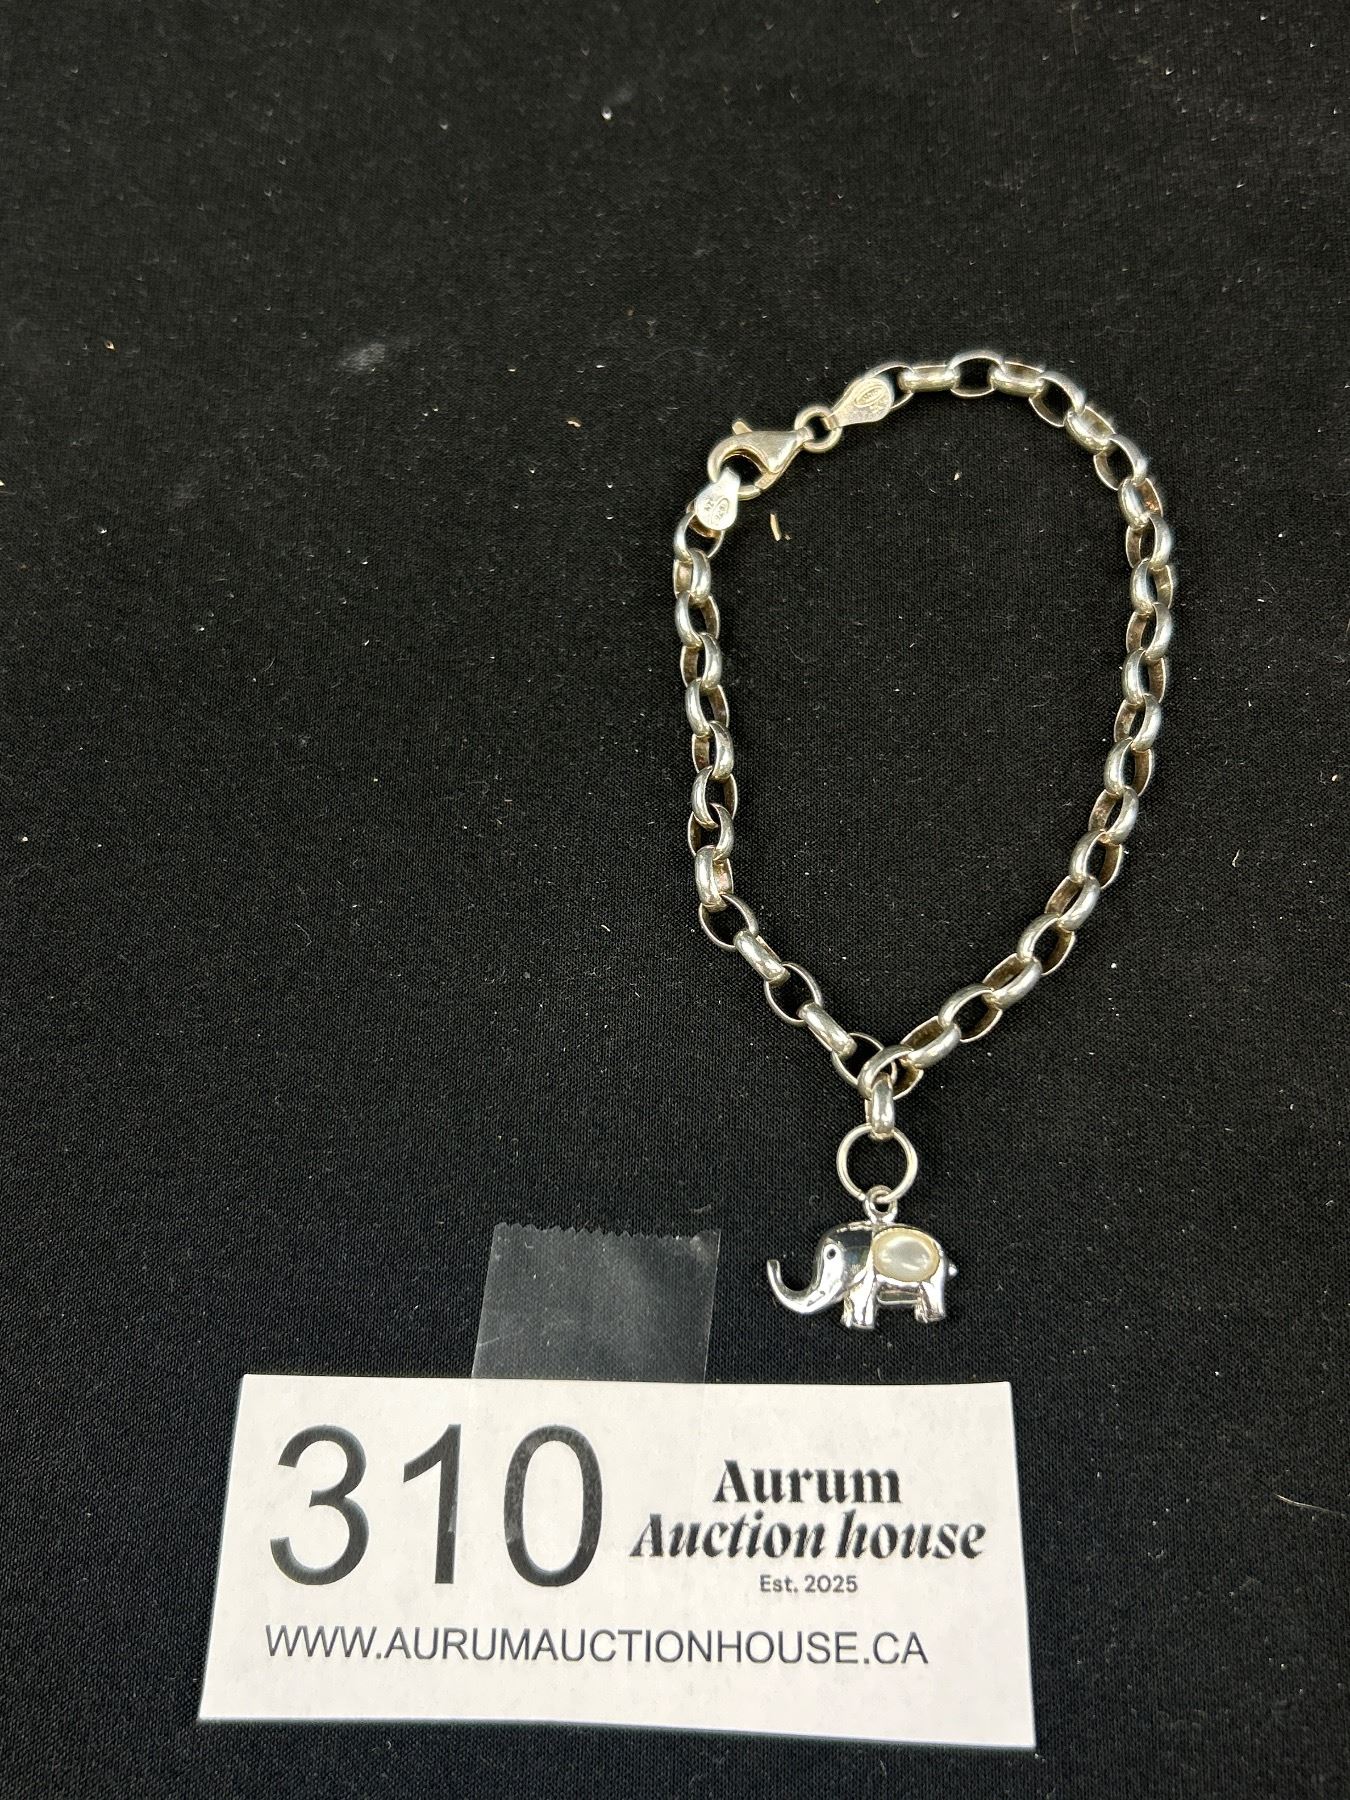 310
Aurum
Auction house
Est. 2025
WWW.AURUMAUCTIONHOUSE.CA